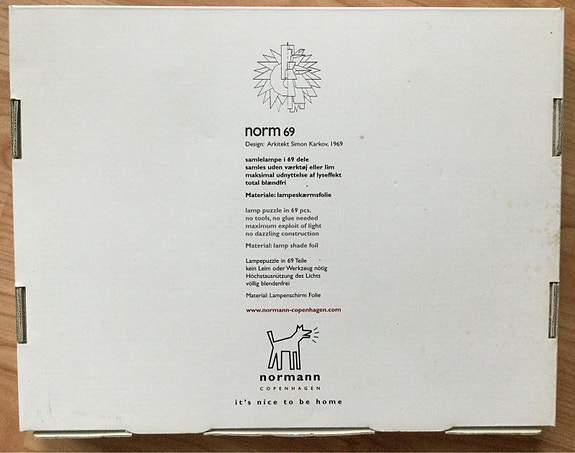 norm 69
Design: Arkitekt Simon Karkov, 1969
samlelampe i 69 dele
samles uden værktøj eller lim
maksimal udnyttelse af lyseffekt
total blændfri
Materiale: lampeskærmsfolie
lamp puzzle in 69 pcs.
no tools, no glue needed
maximum exploit of light
no dazzling construction
Material: lamp shade foil
Lampepuzzle in 69 Teile
kein Leim oder Werkzeug nötig
Höchstausnützung des Lichts
völlig blendenfrei
Material: Lampenschirm Folie
www.normann-copenhagen.com
normann
COPENHAGEN
it's nice to be home